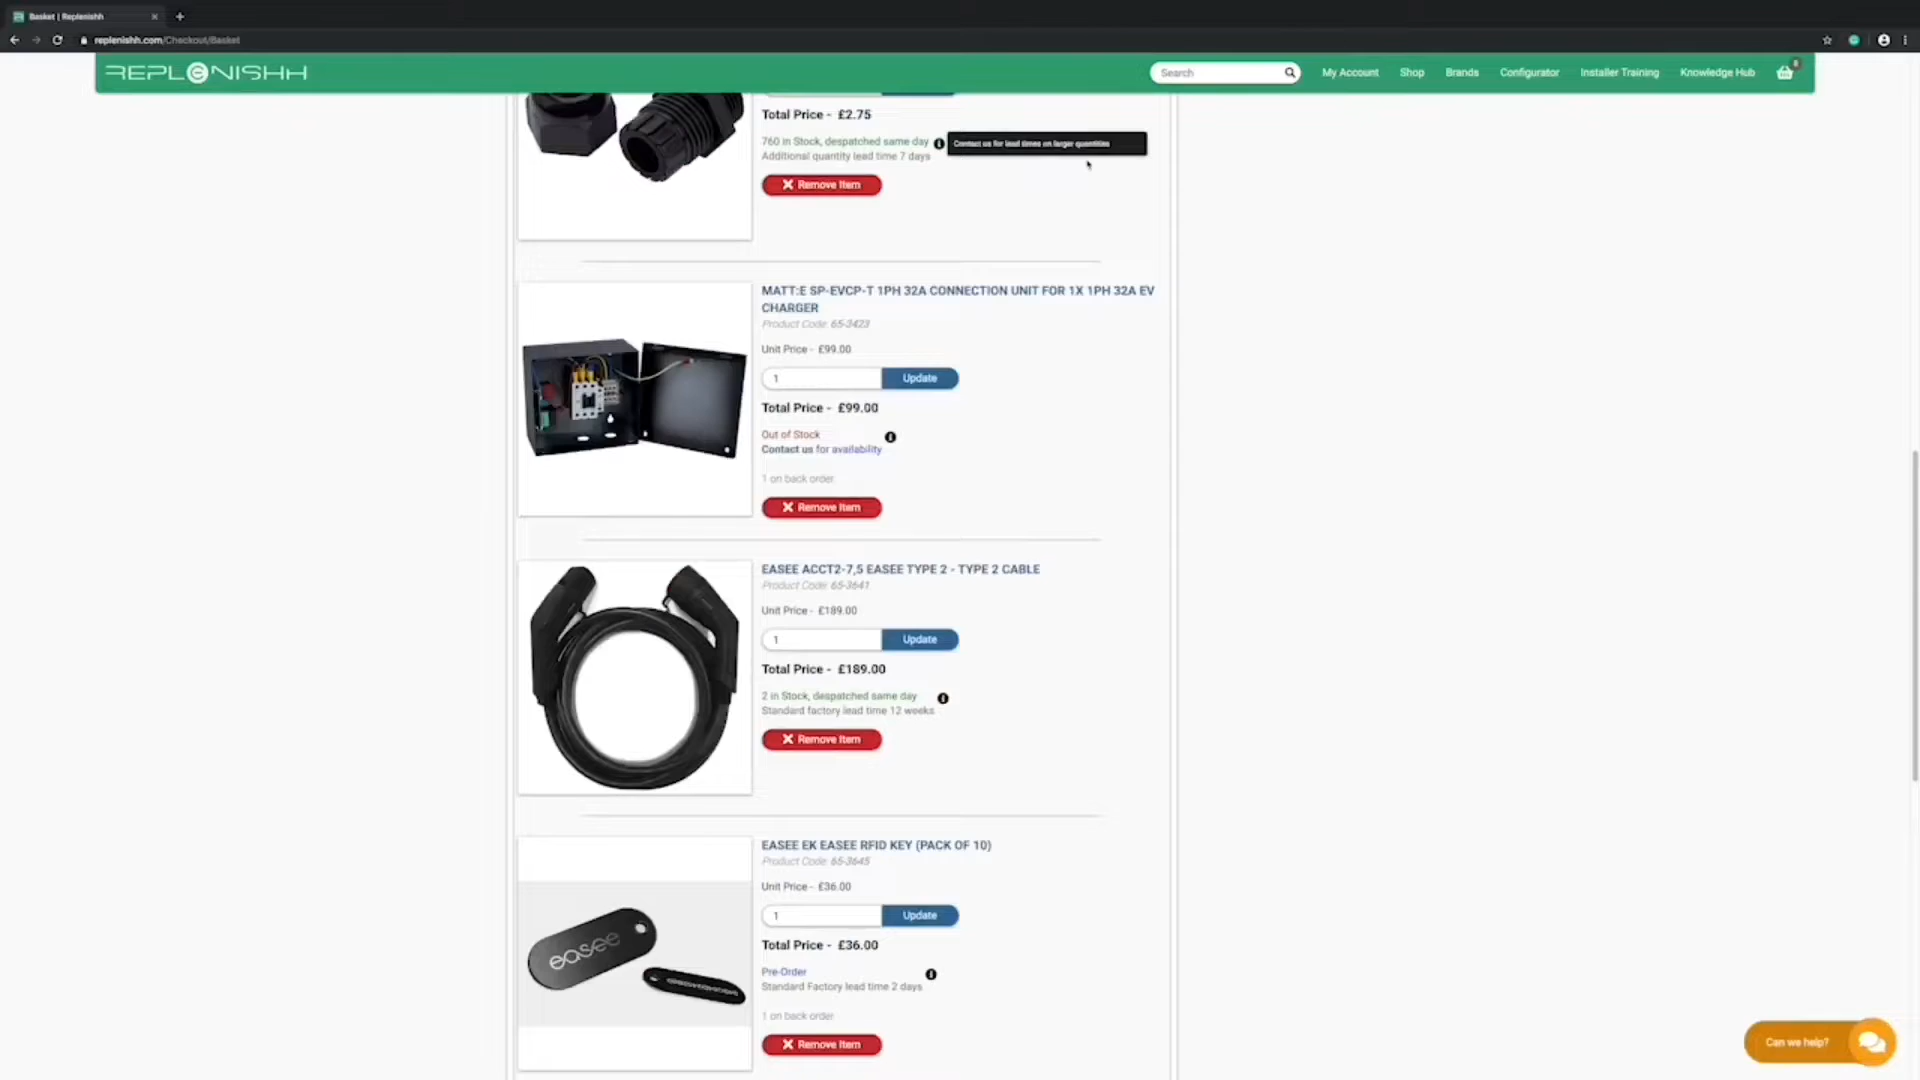 Basket | Replenishh
replenishh.com/Checkout/Basket
REPLENISHH
Search
My Account
Shop
Brands
Configurator
Installer Training
Knowledge Hub
Total Price - £2.75
760 in Stock, despatched same day
Contact us for lead times on larger quantities
Additional quantity lead time 7 days
Remove Item
MATT:E SP-EVCP-T 1PH 32A CONNECTION UNIT FOR 1X 1PH 32A EV
CHARGER
Product Code: 65-3423
Unit Price - £99.00
1
Update
Total Price - £99.00
Out of Stock
Contact us for availability
1 on back order
Remove Item
EASEE ACCT2-7,5 EASEE TYPE 2 - TYPE 2 CABLE
Product Code: 65-3641
Unit Price - £189.00
1
Update
Total Price - £189.00
2 in Stock, despatched same day
Standard factory lead time 12 weeks
Remove Item
EASEE EK EASEE RFID KEY (PACK OF 10)
Product Code: 65-3645
Unit Price - £36.00
1
Update
Total Price - £36.00
easee
Pre-Order
Standard Factory lead time 2 days
1 on back order
Remove Item
Can we help?